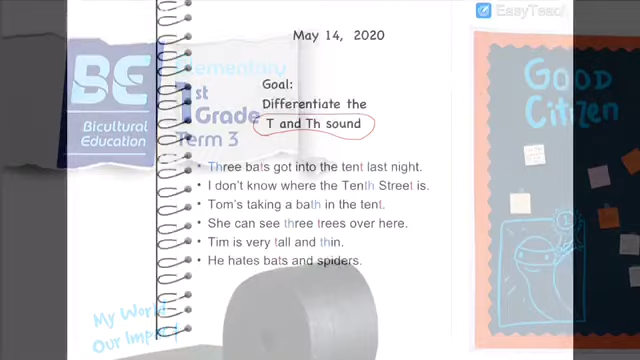 May 14, 2020
EasyTeach
BE
Bicultural
Education
Elementary
1st
Grade
Term 3
Goal:
Differentiate the
T and Th sound
• Three bats got into the tent last night.
• I don't know where the Tenth Street is.
• Tom's taking a bath in the tent.
• She can see three trees over here.
• Tim is very tall and thin.
• He hates bats and spiders.
Good
Citizen
My World
Our Impact